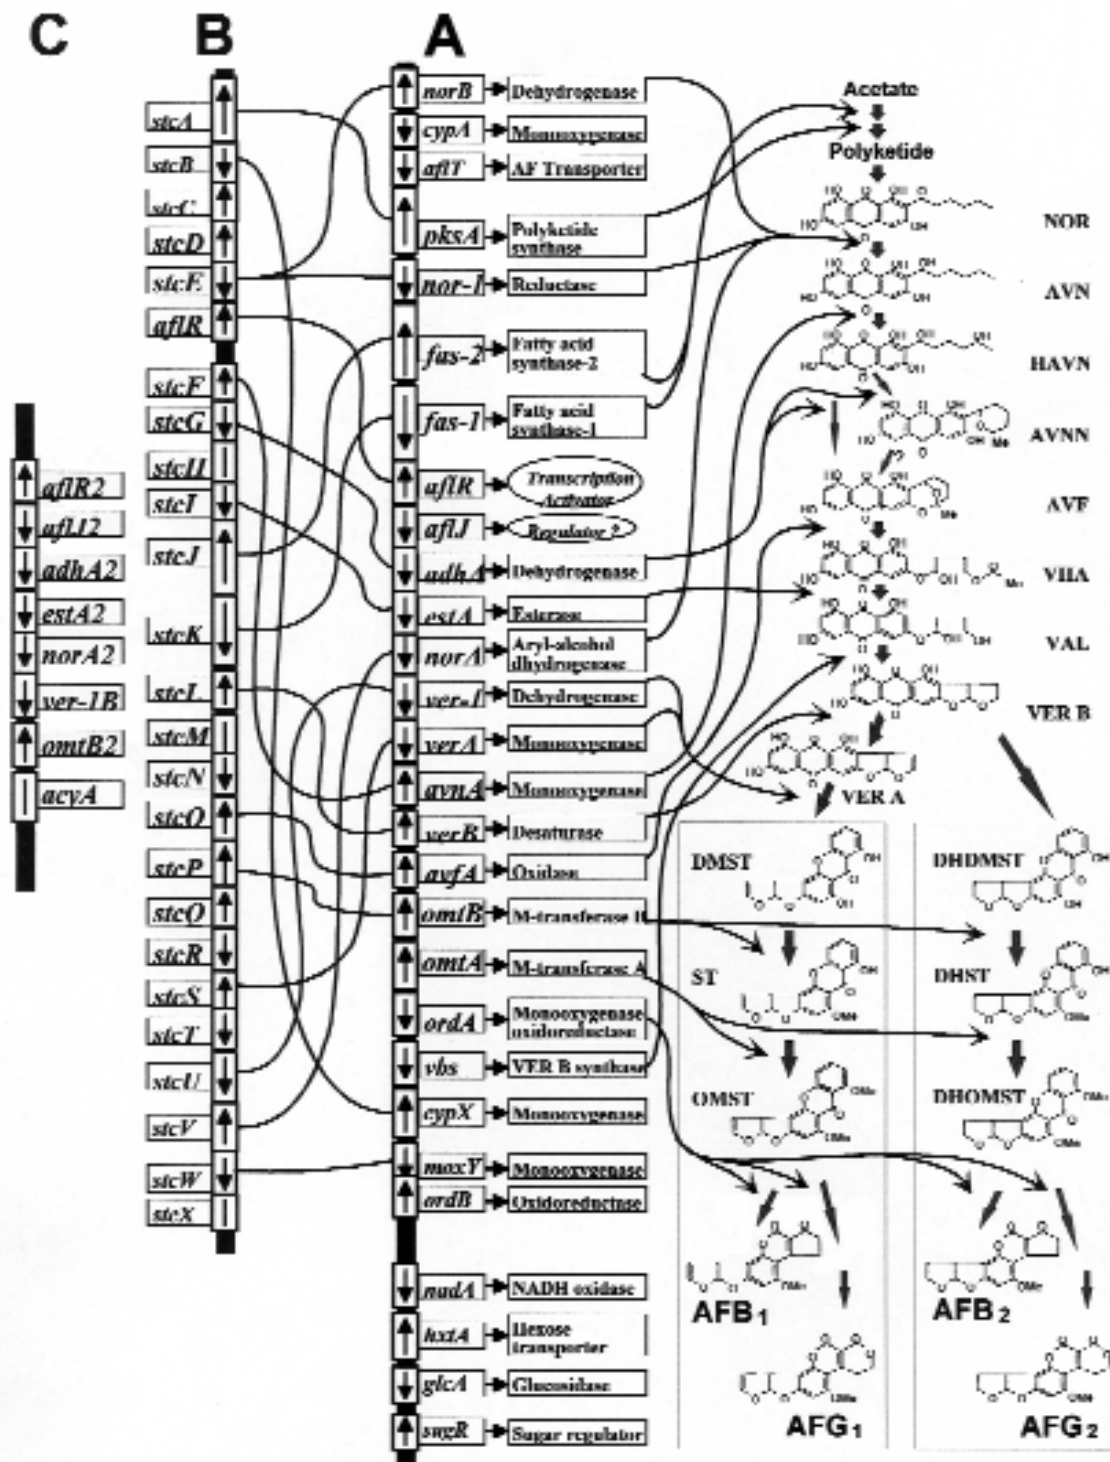 C
B
A
aflR2
aflJ2
adhA2
estA2
norA2
ver-1B
omtB2
acyA
stcA
stcB
stcC
stcD
stcE
aflR
stcF
stcG
stcH
stcI
stcJ
stcK
stcL
stcM
stcN
stcO
stcP
stcQ
stcR
stcS
stcT
stcU
stcV
stcW
stcX
norB Dehydrogenase
cypA Monooxygenase
aflT AF Transporter
pksA Polyketide
synthase
nor-1 Reductase
fas-2 Fatty acid
synthase-2
fas-1 Fatty acid
synthase-1
aflR Transcription
Activator
aflJ Regulator ?
adhA Dehydrogenase
estA Esterase
norA Aryl-alcohol
dhydrogenase
ver-1 Dehydrogenase
verA Monooxygenase
avnA Monooxygenase
verB Desaturase
avfA Oxidase
omtB M-transferase B
omtA M-transferase A
ordA Monooxygenase
oxidoreductase
vbs VER B synthase
cypX Monooxygenase
moxY Monooxygenase
ordB Oxidoreductase
nadA NADH oxidase
hxtA Hexose
transporter
glcA Glucosidase
sugR Sugar regulator
Acetate
Polyketide
NOR
AVN
HAVN
AVNN
?
AVF
VHA
VAL
VER B
VER A
DMST
DHDMST
ST
DHST
OMST
DHOMST
AFB1
AFB2
AFG1
AFG2